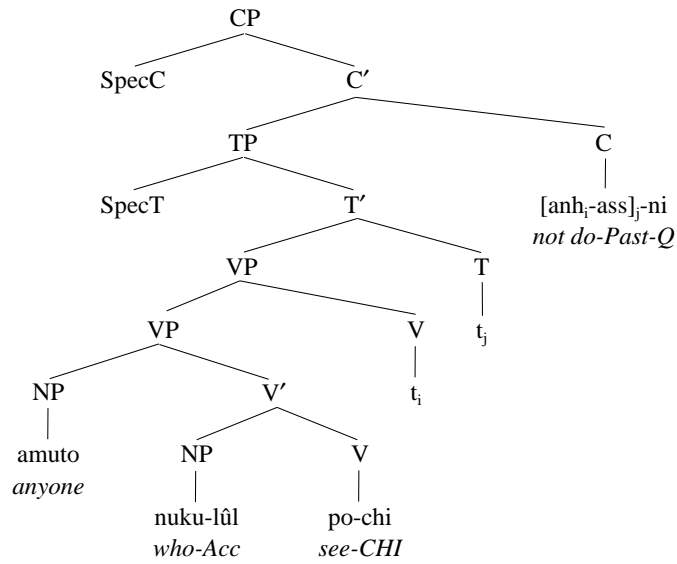 CP
SpecC C′
TP C
SpecT T′ [anhᵢ-ass]ⱼ-ni
not do-Past-Q
VP T
VP V tⱼ
NP V′ tᵢ
amuto NP V
anyone
nuku-lûl po-chi
who-Acc see-CHI